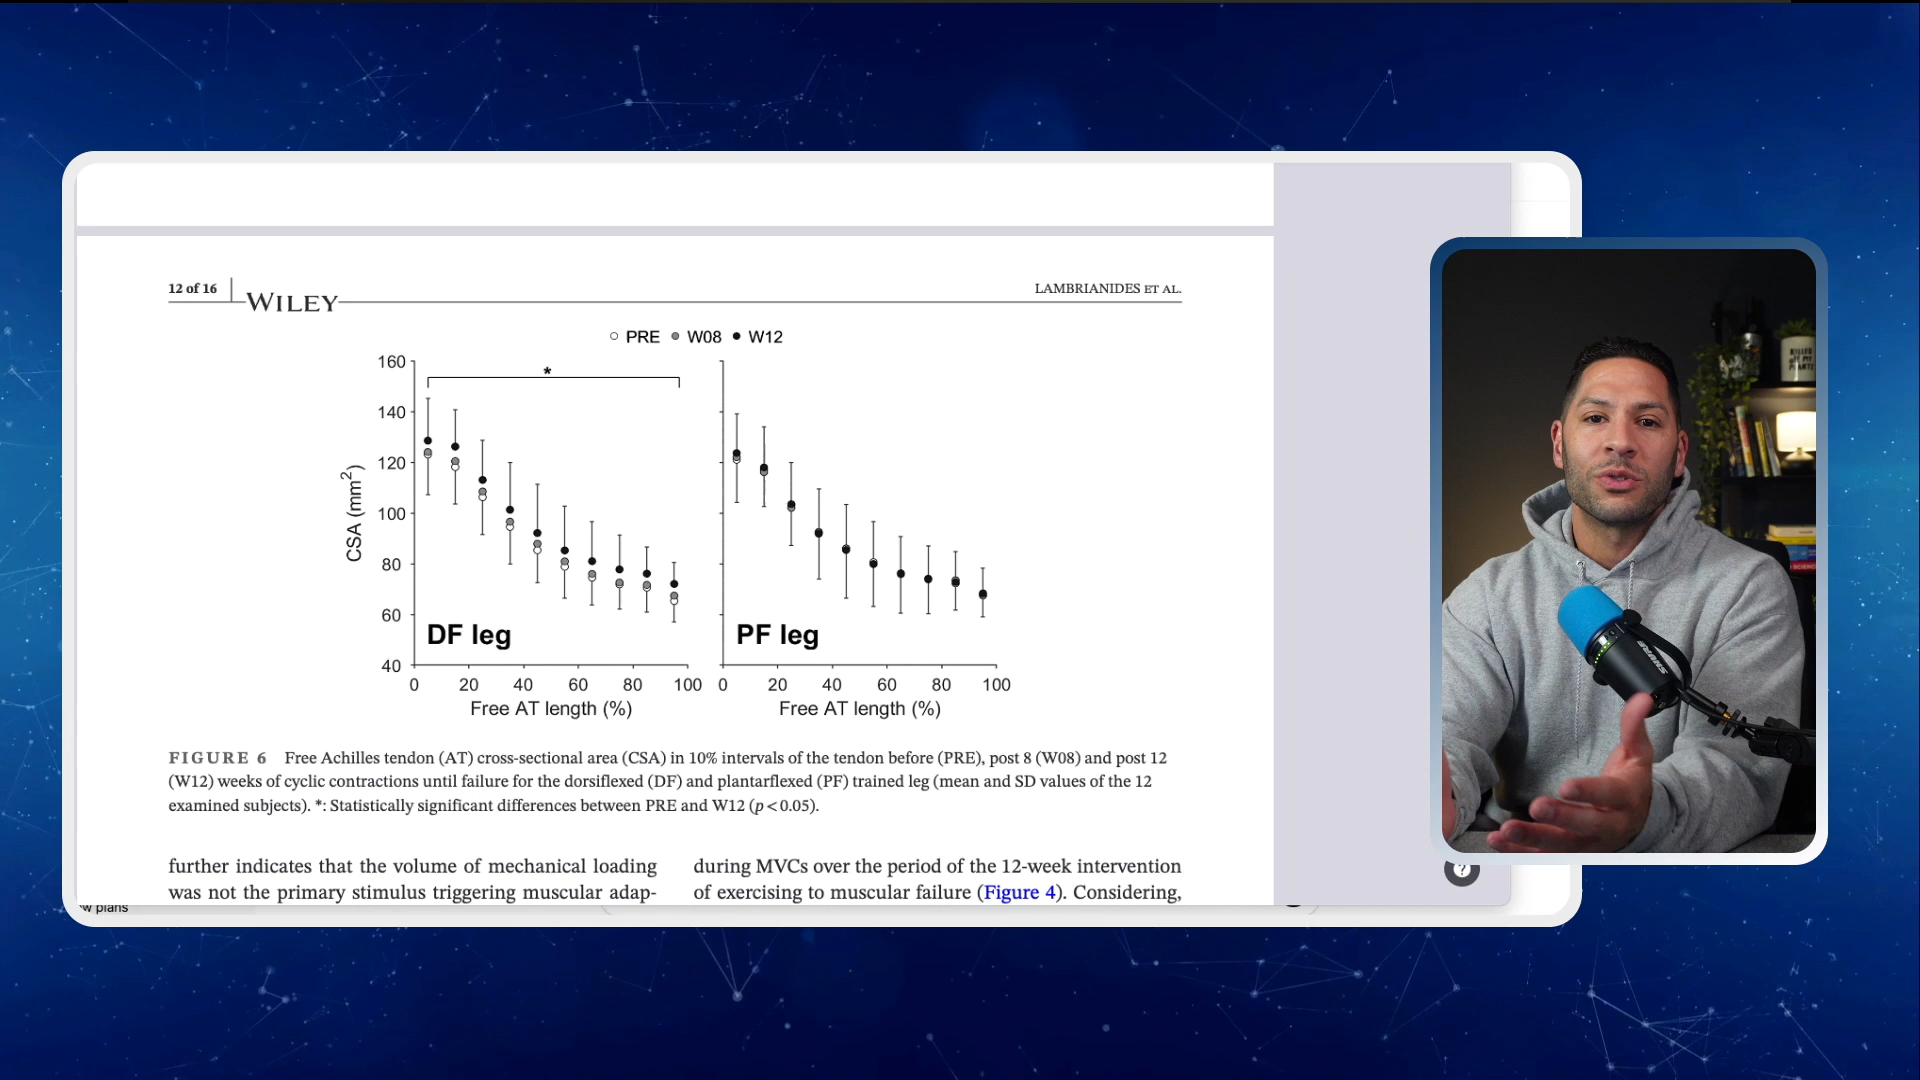 12 of 16
WILEY
LAMBRIANIDES ET AL.
PRE W08 W12
160
140
120
100
80
60
40
CSA (mm²)
*
DF leg
PF leg
0 20 40 60 80 100
0 20 40 60 80 100
Free AT length (%)
Free AT length (%)
FIGURE 6 Free Achilles tendon (AT) cross-sectional area (CSA) in 10% intervals of the tendon before (PRE), post 8 (W08) and post 12
(W12) weeks of cyclic contractions until failure for the dorsiflexed (DF) and plantarflexed (PF) trained leg (mean and SD values of the 12
examined subjects). *: Statistically significant differences between PRE and W12 (p<0.05).
further indicates that the volume of mechanical loading
was not the primary stimulus triggering muscular adap-
during MVCs over the period of the 12-week intervention
of exercising to muscular failure (Figure 4). Considering,
w plans
?
SHURE